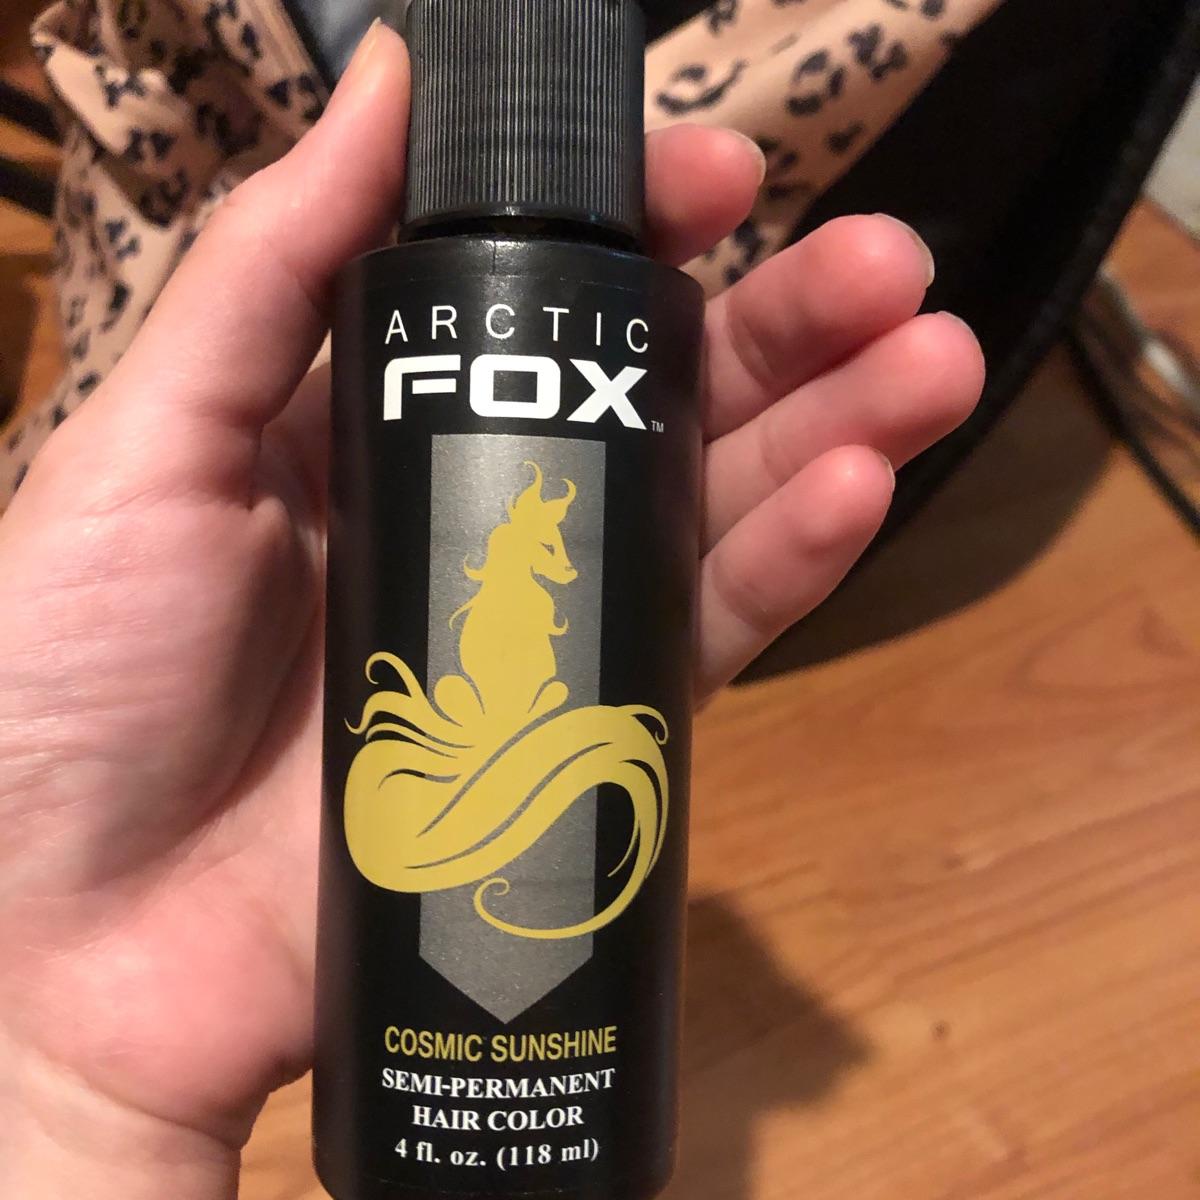 ARCTIC
FOX™
COSMIC SUNSHINE
SEMI-PERMANENT
HAIR COLOR
4 fl. oz. (118 ml)